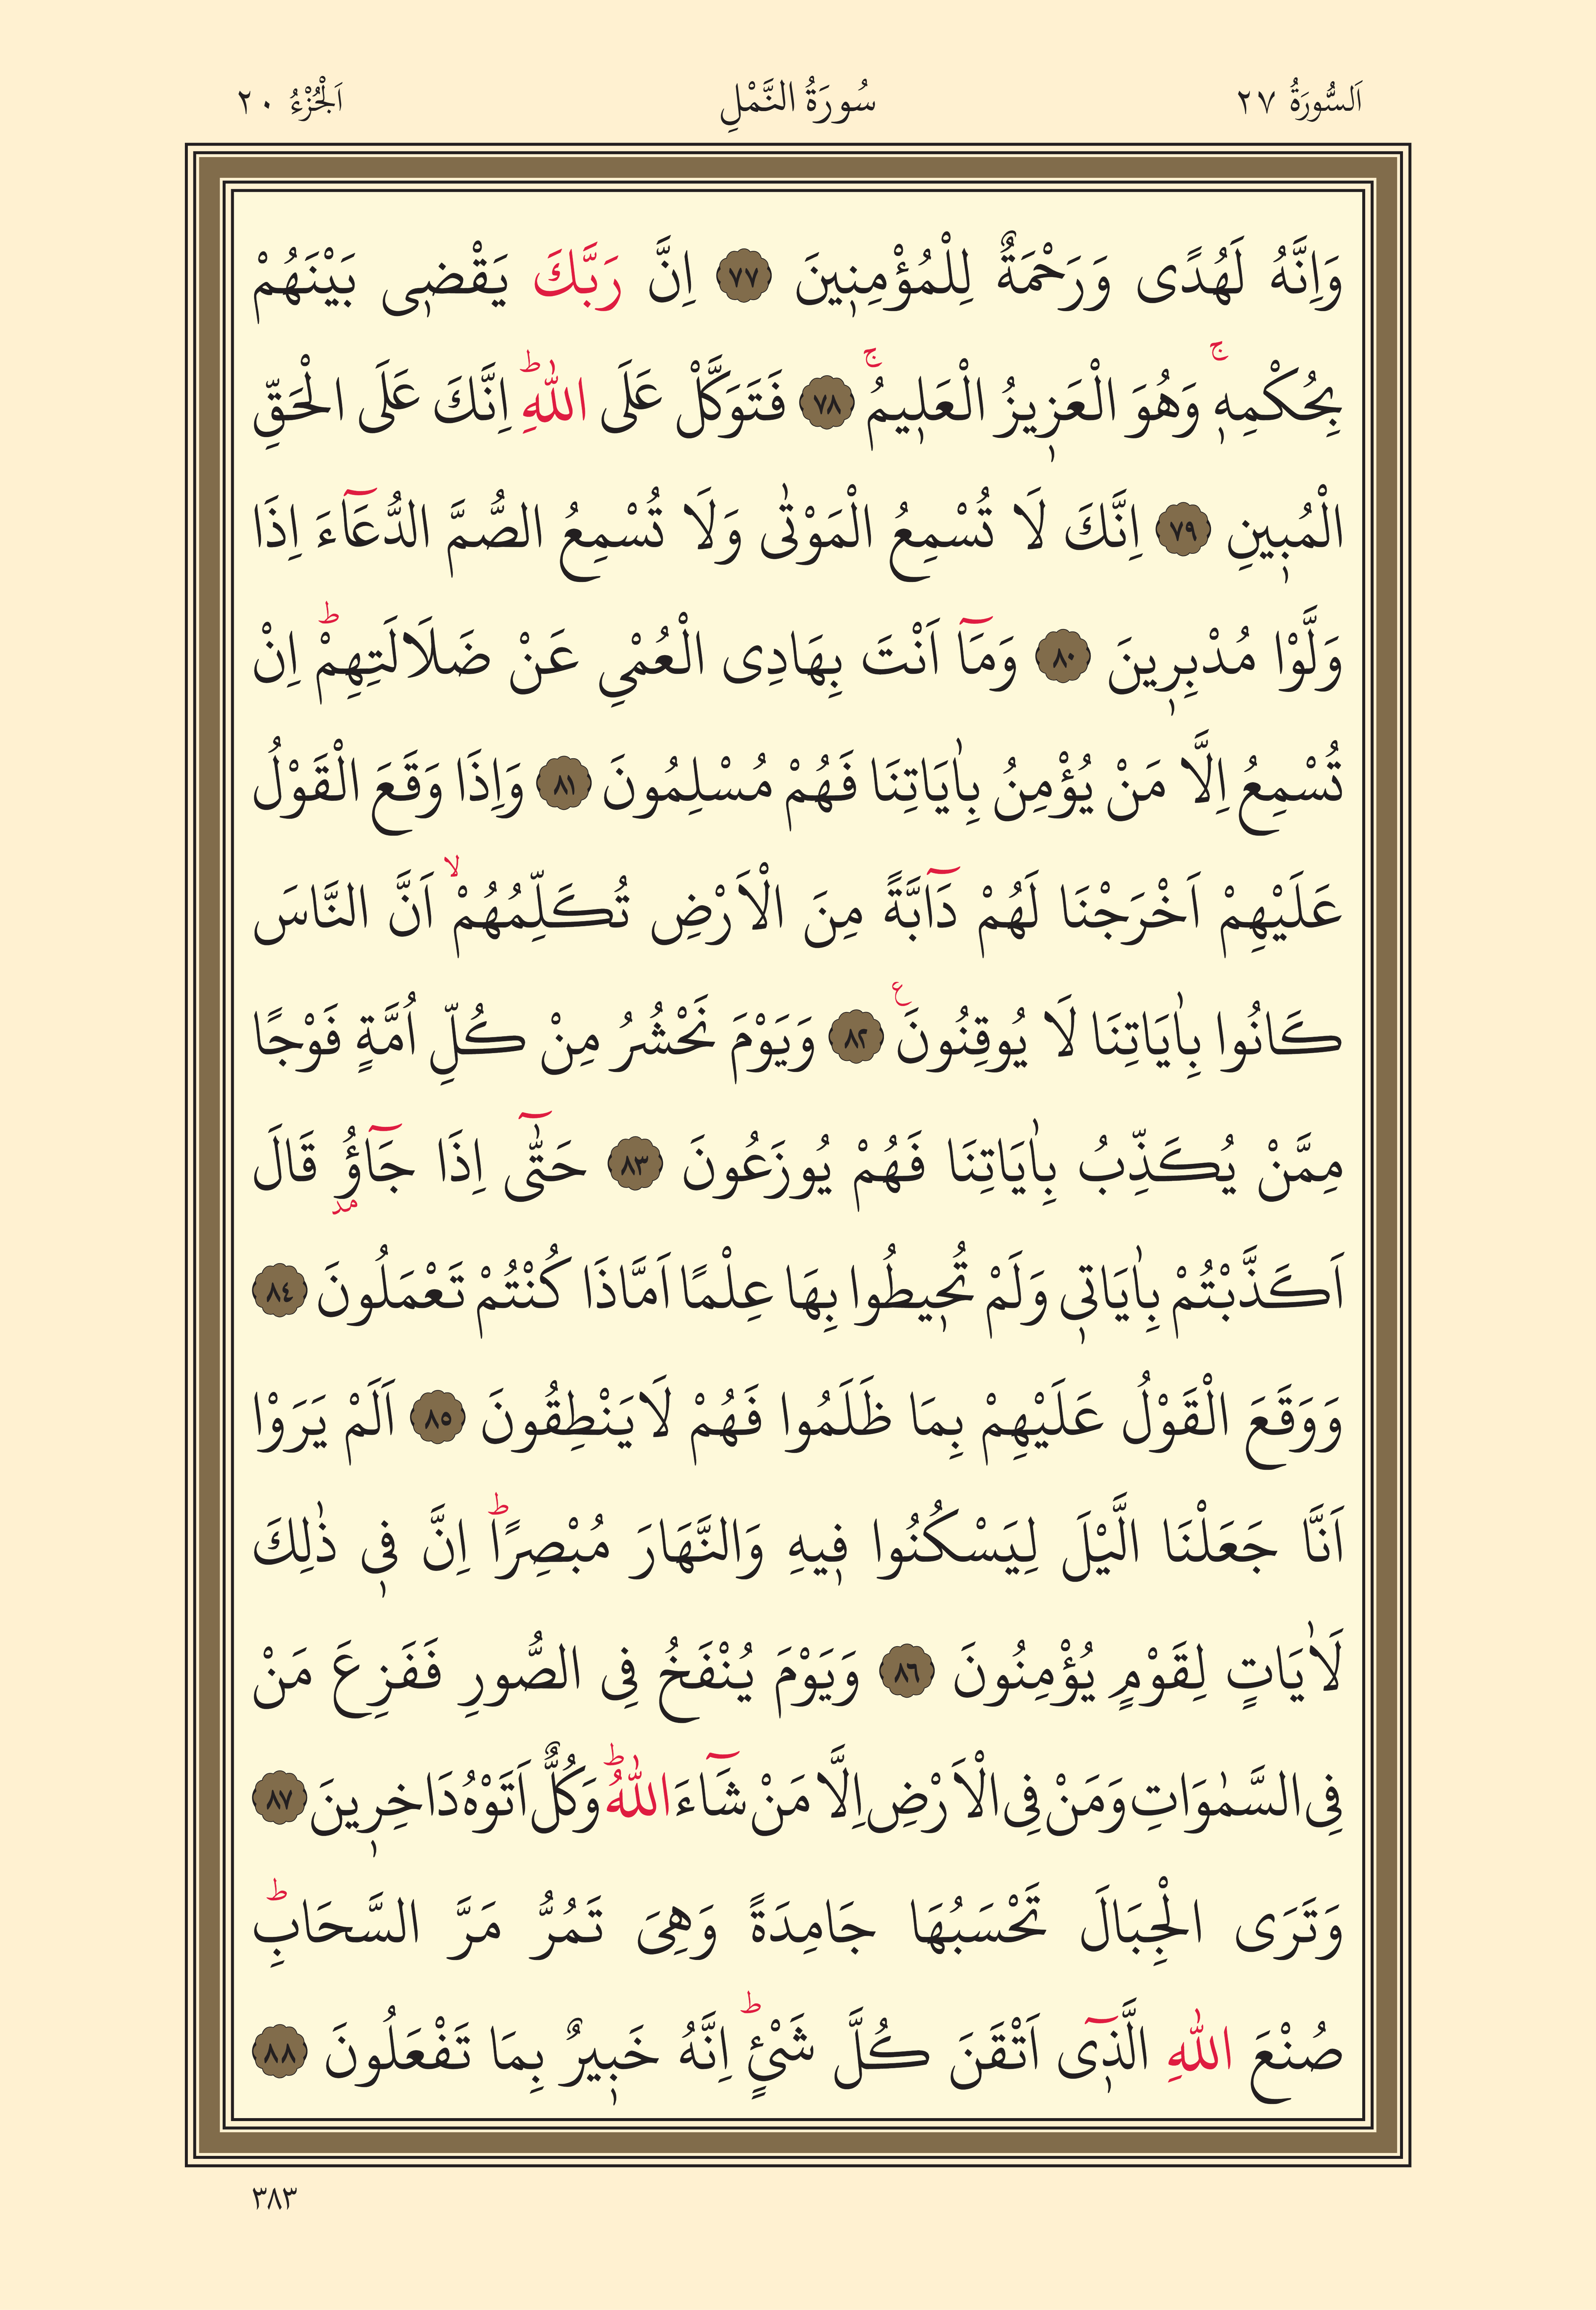 اَلسُّورَةُ ٢٧ سُورَةُ النَّمْلِ اَلْجُزْءُ ٢٠
وَاِنَّهُ لَهُدًى وَرَحْمَةٌ لِلْمُؤْمِنٖينَ ٧٧ اِنَّ رَبَّكَ يَقْضٖى بَيْنَهُمْ
بِحُكْمِهٖۚ وَهُوَ الْعَزٖيزُ الْعَلٖيمُۚ ٧٨ فَتَوَكَّلْ عَلَى اللّٰهِؕ اِنَّكَ عَلَى الْحَقِّ
الْمُبٖينِ ٧٩ اِنَّكَ لَا تُسْمِعُ الْمَوْتٰى وَلَا تُسْمِعُ الصُّمَّ الدُّعَٓاءَ اِذَا
وَلَّوْا مُدْبِرٖينَ ٨٠ وَمَٓا اَنْتَ بِهَادِى الْعُمْيِ عَنْ ضَلَالَتِهِمْؕ اِنْ
تُسْمِعُ اِلَّا مَنْ يُؤْمِنُ بِاٰيَاتِنَا فَهُمْ مُسْلِمُونَ ٨١ وَاِذَا وَقَعَ الْقَوْلُ
عَلَيْهِمْ اَخْرَجْنَا لَهُمْ دَٓابَّةً مِنَ الْاَرْضِ تُكَلِّمُهُمْۙ اَنَّ النَّاسَ
كَانُوا بِاٰيَاتِنَا لَا يُوقِنُونَ ع ٨٢ وَيَوْمَ نَحْشُرُ مِنْ كُلِّ اُمَّةٍ فَوْجًا
مِمَّنْ يُكَذِّبُ بِاٰيَاتِنَا فَهُمْ يُوزَعُونَ ٨٣ حَتّٰٓى اِذَا جَٓاؤُ۫ مد قَالَ
اَكَذَّبْتُمْ بِاٰيَاتٖى وَلَمْ تُحٖيطُوا بِهَا عِلْمًا اَمَّاذَا كُنْتُمْ تَعْمَلُونَ ٨٤
وَوَقَعَ الْقَوْلُ عَلَيْهِمْ بِمَا ظَلَمُوا فَهُمْ لَا يَنْطِقُونَ ٨٥ اَلَمْ يَرَوْا
اَنَّا جَعَلْنَا الَّيْلَ لِيَسْكُنُوا فٖيهِ وَالنَّهَارَ مُبْصِرًاؕ اِنَّ فٖى ذٰلِكَ
لَاٰيَاتٍ لِقَوْمٍ يُؤْمِنُونَ ٨٦ وَيَوْمَ يُنْفَخُ فِى الصُّورِ فَفَزِعَ مَنْ
فِى السَّمٰوَاتِ وَمَنْ فِى الْاَرْضِ اِلَّا مَنْ شَٓاءَ اللّٰهُؕ وَكُلٌّ اَتَوْهُ دَاخِرٖينَ ٨٧
وَتَرَى الْجِبَالَ تَحْسَبُهَا جَامِدَةً وَهِىَ تَمُرُّ مَرَّ السَّحَابِؕ
صُنْعَ اللّٰهِ الَّذٖٓى اَتْقَنَ كُلَّ شَىْءٍؕ اِنَّهُ خَبٖيرٌ بِمَا تَفْعَلُونَ ٨٨
٣٨٣